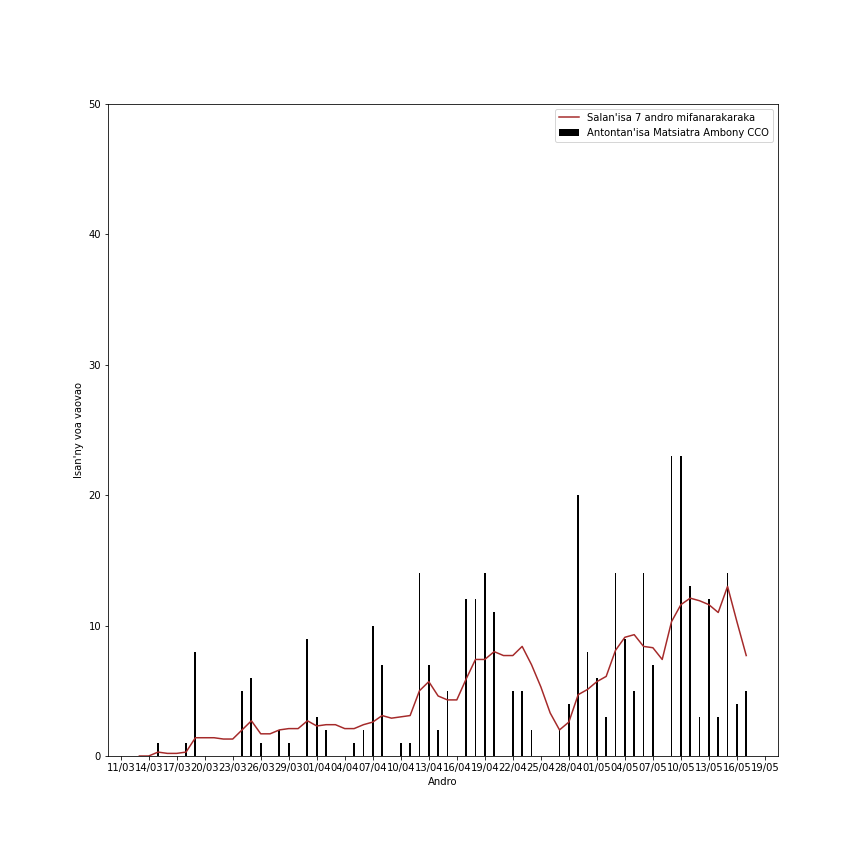 Salan'isa 7 andro mifanarakaraka
Antontan'isa Matsiatra Ambony CCO
50
40
30
20
10
0
Isan'ny voa vaovao
11/03 14/03 17/03 20/03 23/03 26/03 29/03 01/04 04/04 07/04 10/04 13/04 16/04 19/04 22/04 25/04 28/04 01/05 04/05 07/05 10/05 13/05 16/05 19/05
Andro